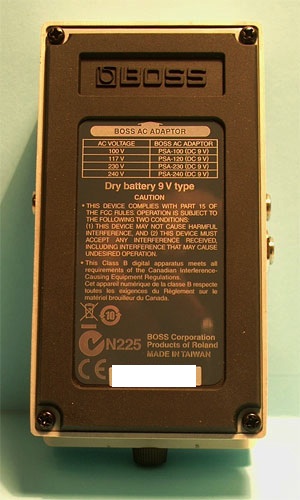 BOSS
BOSS AC ADAPTOR
AC VOLTAGE BOSS AC ADAPTOR
100 V PSA-100 (DC 9 V)
117 V PSA-120 (DC 9 V)
230 V PSA-230 (DC 9 V)
240 V PSA-240 (DC 9 V)
Dry battery 9 V type
CAUTION
• THIS DEVICE COMPLIES WITH PART 15 OF
THE FCC RULES. OPERATION IS SUBJECT TO
THE FOLLOWING TWO CONDITIONS:
(1) THIS DEVICE MAY NOT CAUSE HARMFUL
INTERFERENCE, AND (2) THIS DEVICE MUST
ACCEPT ANY INTERFERENCE RECEIVED,
INCLUDING INTERFERENCE THAT MAY CAUSE
UNDESIRED OPERATION.
• This Class B digital apparatus meets all
requirements of the Canadian Interference-
Causing Equipment Regulations.
Cet appareil numérique de la classe B respecte
toutes les exigences du Règlement sur le
matériel brouilleur du Canada.
10
N225
BOSS Corporation
Products of Roland
MADE IN TAIWAN
CE